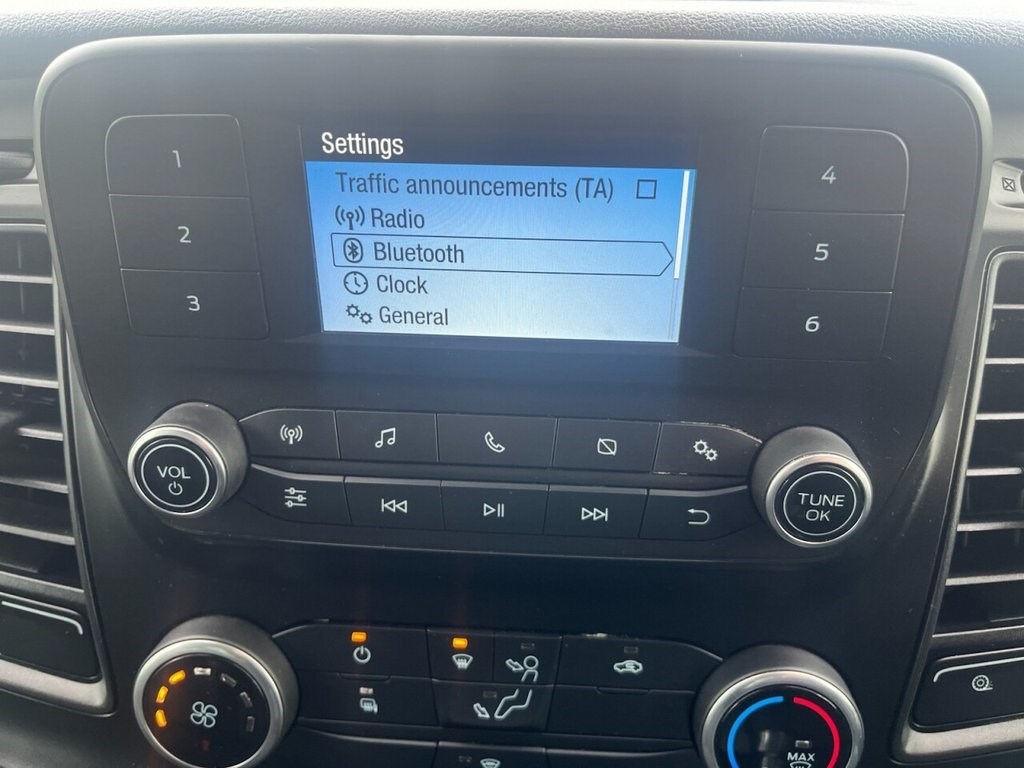 Settings
Traffic announcements (TA)
Radio
Bluetooth
Clock
General
1
2
3
4
5
6
VOL
TUNE
OK
MAX